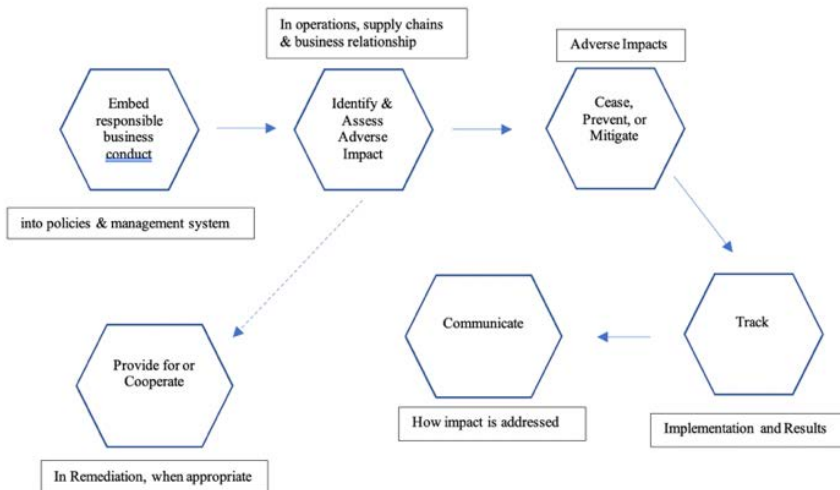 In operations, supply chains
& business relationship
Adverse Impacts
Embed
responsible
business
conduct
Identify &
Assess
Adverse
Impact
Cease,
Prevent, or
Mitigate
into policies & management system
Communicate
Track
Provide for or
Cooperate
How impact is addressed
Implementation and Results
In Remediation, when appropriate